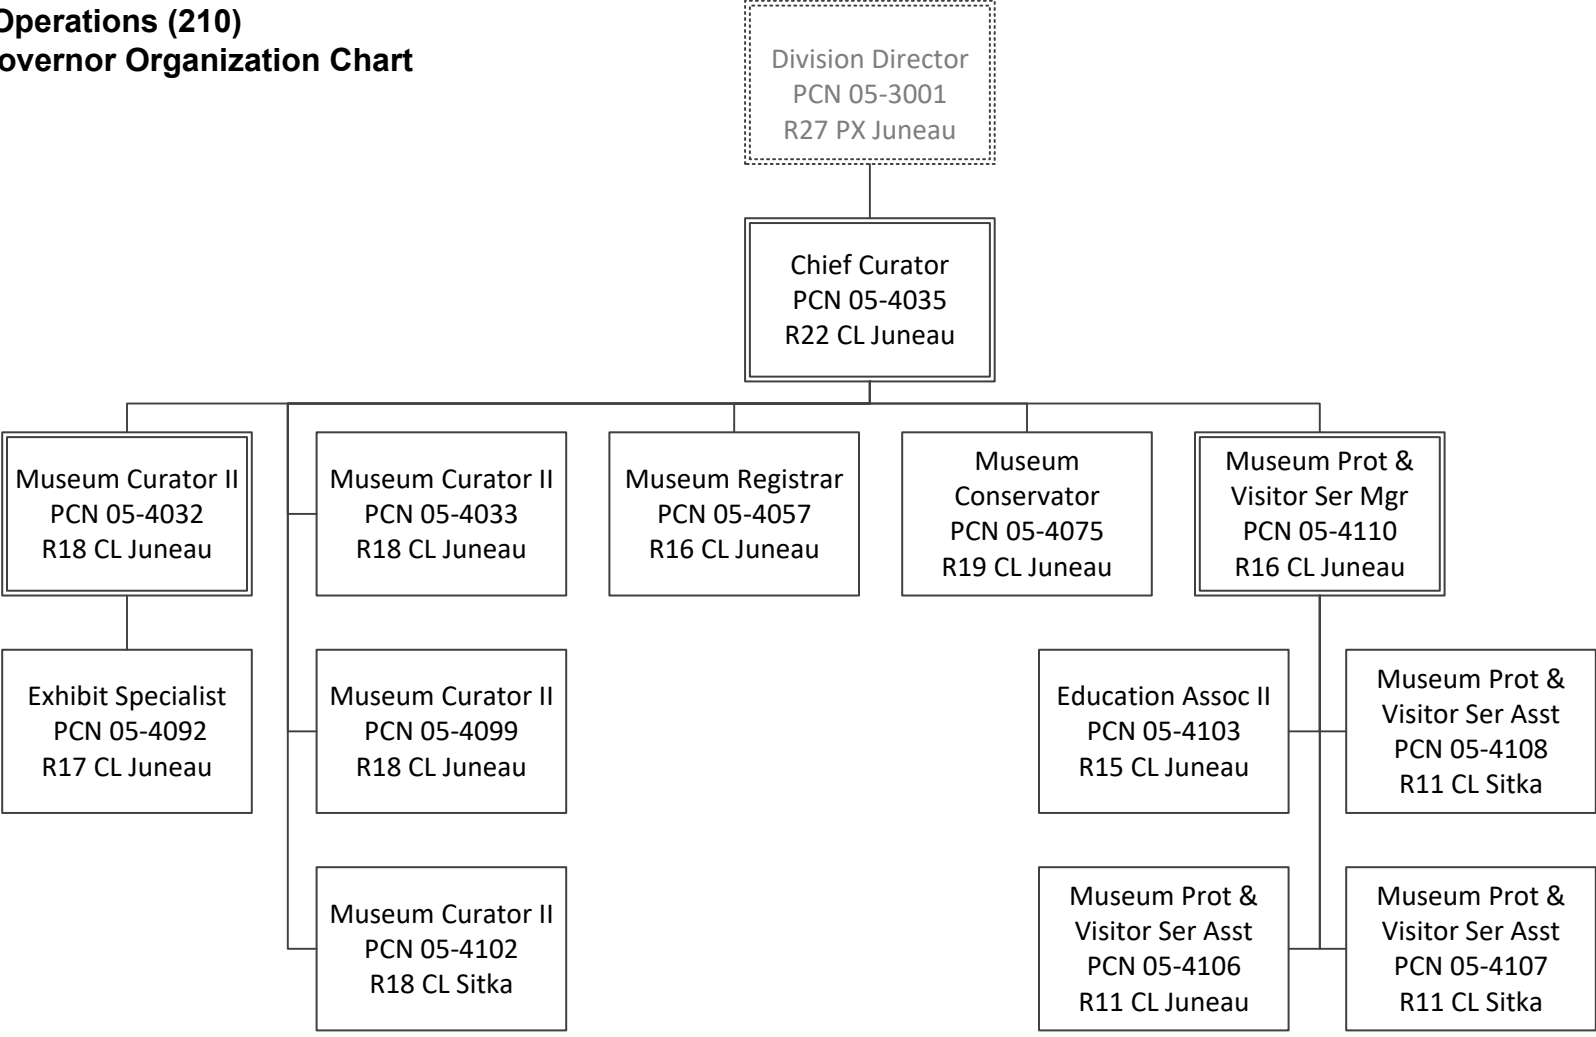 Operations (210)
overnor Organization Chart
Division Director
PCN 05-3001
R27 PX Juneau
Chief Curator
PCN 05-4035
R22 CL Juneau
Museum Curator II
PCN 05-4032
R18 CL Juneau
Museum Curator II
PCN 05-4033
R18 CL Juneau
Museum Registrar
PCN 05-4057
R16 CL Juneau
Museum
Conservator
PCN 05-4075
R19 CL Juneau
Museum Prot &
Visitor Ser Mgr
PCN 05-4110
R16 CL Juneau
Exhibit Specialist
PCN 05-4092
R17 CL Juneau
Museum Curator II
PCN 05-4099
R18 CL Juneau
Education Assoc II
PCN 05-4103
R15 CL Juneau
Museum Prot &
Visitor Ser Asst
PCN 05-4108
R11 CL Sitka
Museum Curator II
PCN 05-4102
R18 CL Sitka
Museum Prot &
Visitor Ser Asst
PCN 05-4106
R11 CL Juneau
Museum Prot &
Visitor Ser Asst
PCN 05-4107
R11 CL Sitka